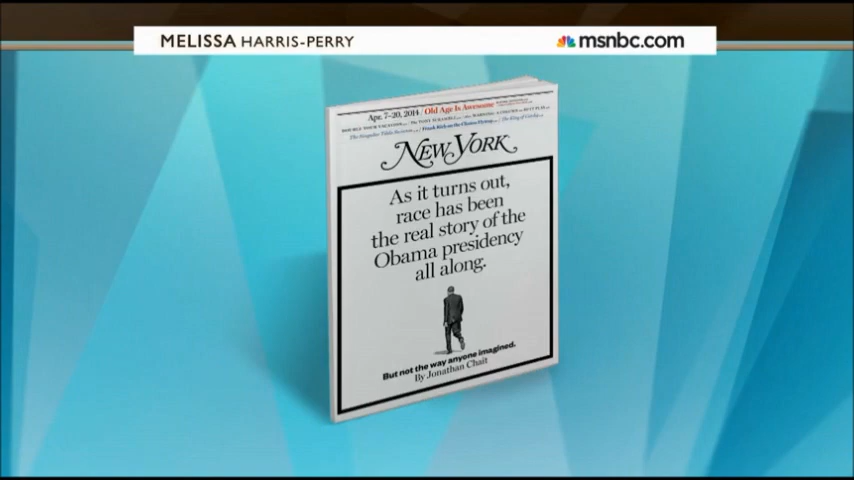 MELISSA HARRIS-PERRY
msnbc.com
Apr. 7–20, 2014 / Old Age Is Awesome
NEW YORK
As it turns out,
race has been
the real story of the
Obama presidency
all along.
But not the way anyone imagined.
By Jonathan Chait